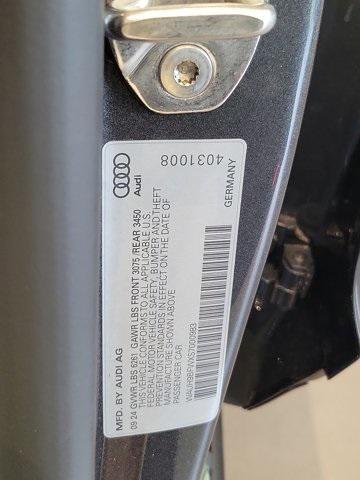 Audi
4031008
MFD. BY AUDI AG
GERMANY
09 24 GVWR LBS 6261 GAWR LBS FRONT 3075 REAR 3450
THIS VEHICLE CONFORMS TO ALL APPLICABLE U.S.
FEDERAL MOTOR VEHICLE SAFETY, BUMPER AND THEFT
PREVENTION STANDARDS IN EFFECT ON THE DATE OF
MANUFACTURE SHOWN ABOVE
PASSENGER CAR